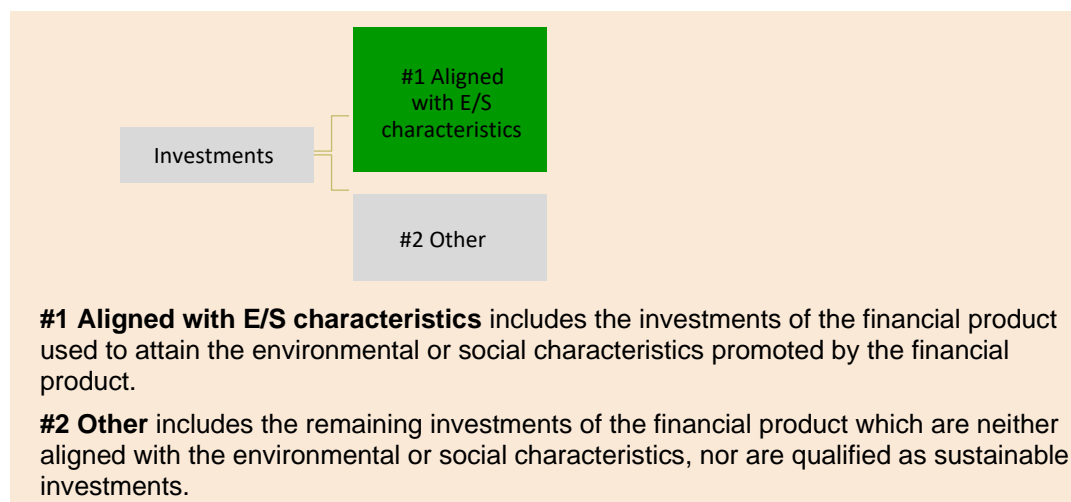 #1 Aligned
with E/S
characteristics
Investments
#2 Other
#1 Aligned with E/S characteristics includes the investments of the financial product
used to attain the environmental or social characteristics promoted by the financial
product.
#2 Other includes the remaining investments of the financial product which are neither
aligned with the environmental or social characteristics, nor are qualified as sustainable
investments.